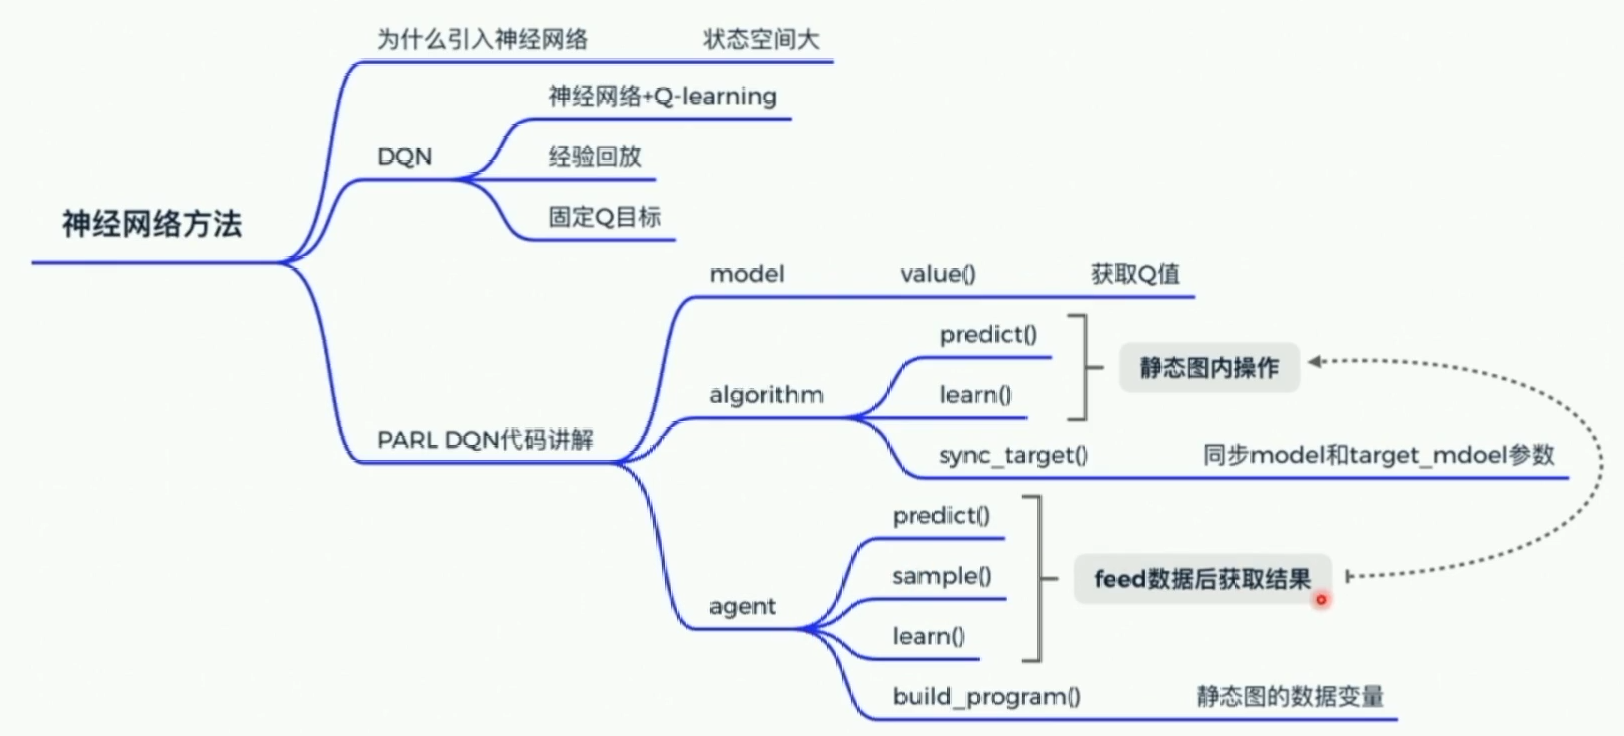 为什么引入神经网络 状态空间大
神经网络+Q-learning
DQN
经验回放
固定Q目标
神经网络方法
model value() 获取Q值
predict()
静态图内操作
algorithm
learn()
PARL DQN代码讲解
sync_target() 同步model和target_mdoel参数
predict()
sample()
feed数据后获取结果
agent
learn()
build_program() 静态图的数据变量